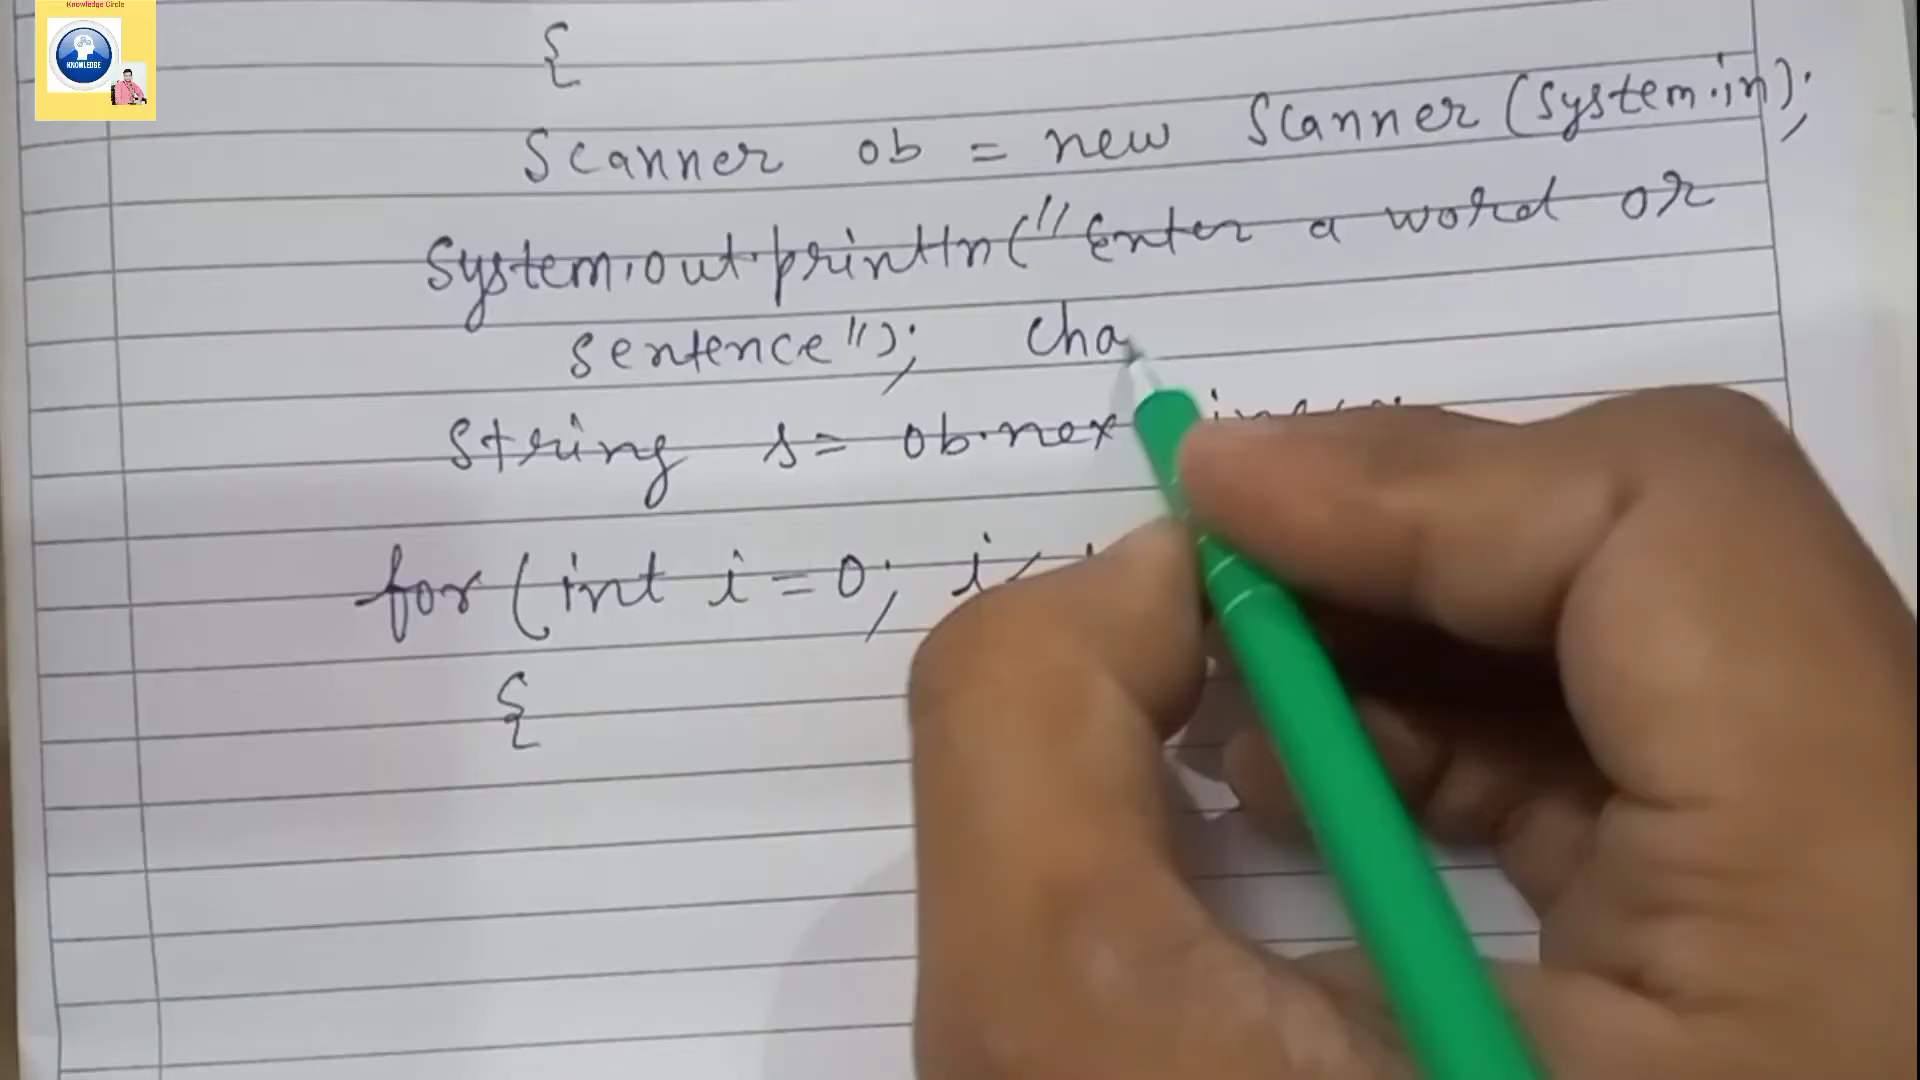 Knowledge Circle
KNOWLEDGE
{
Scanner ob = new Scanner (System.in);
System.out.println("Enter a word or
sentence"); cha
String s = ob.nex
for (int i = 0; i <
{